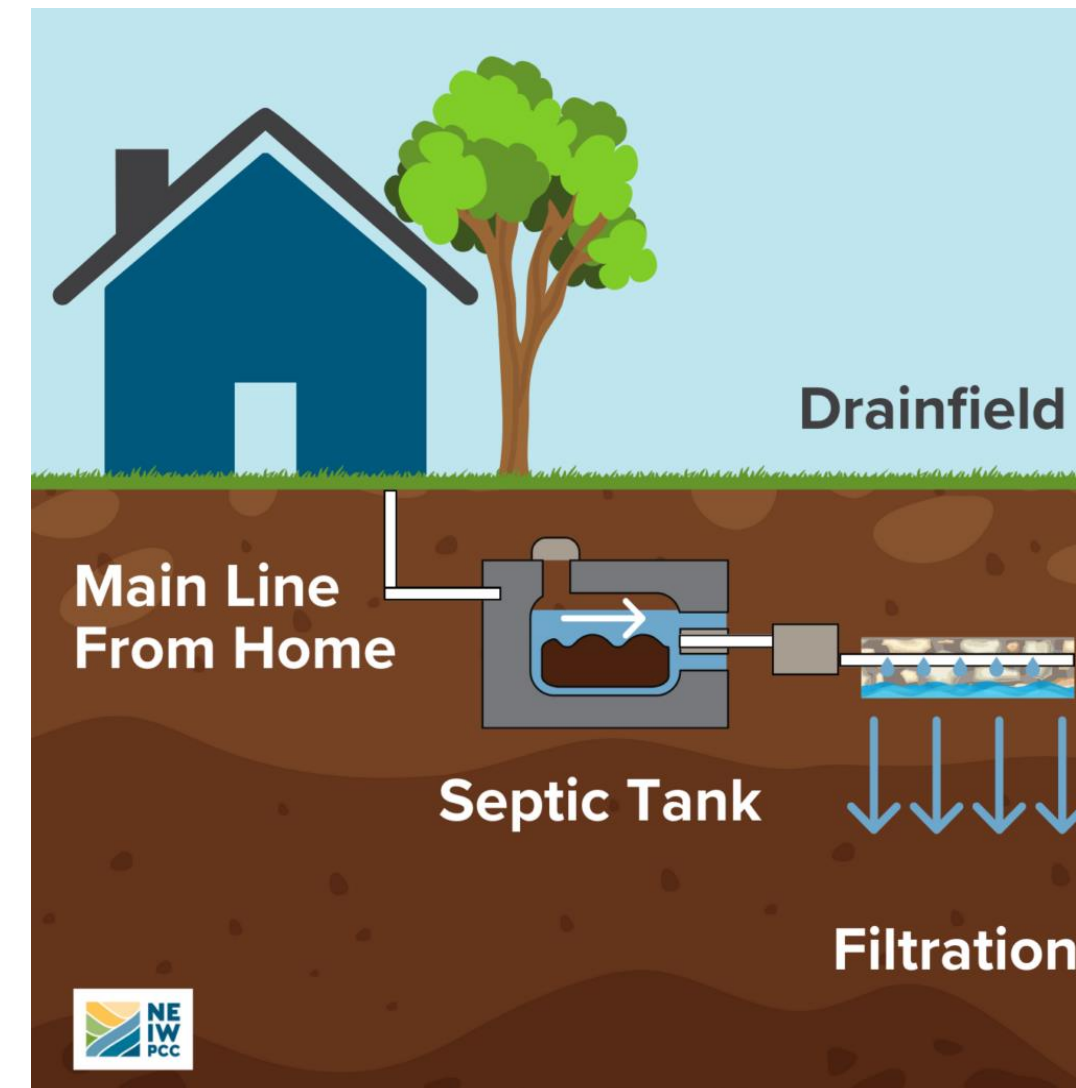 Drainfield
Main Line
From Home
Septic Tank
Filtration
NE
IW
PCC